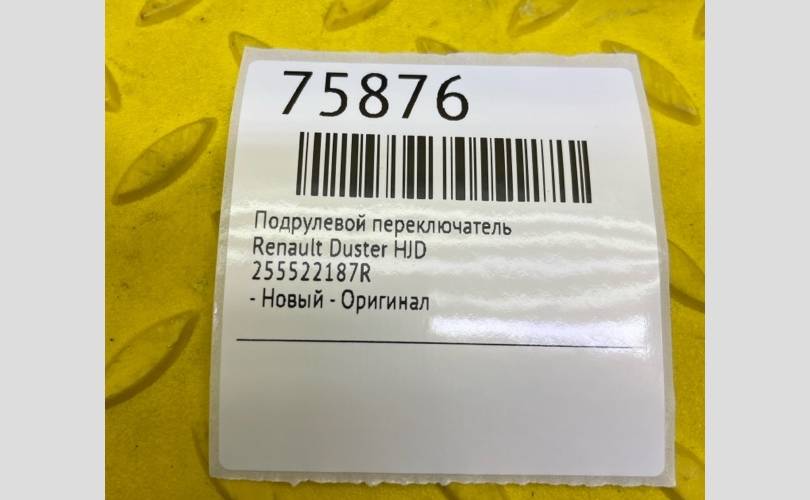 75876
Подрулевой переключатель
Renault Duster HJD
255522187R
- Новый - Оригинал